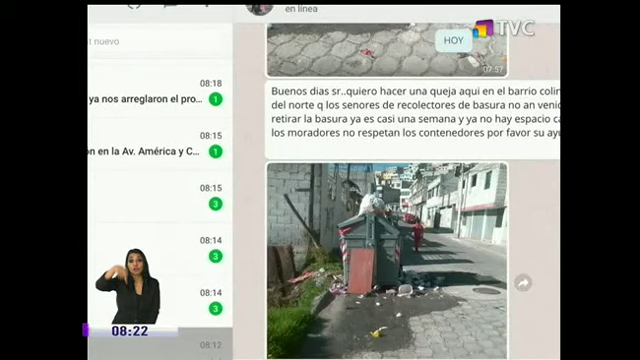 en línea
TVC
at nuevo
HOY
07:57
08:18
ya nos arreglaron el pro...
1
Buenos dias sr..quiero hacer una queja aqui en el barrio colin
del norte q los senores de recolectores de basura no an venid
retirar la basura ya es casi una semana y ya no hay espacio ca
los moradores no respetan los contenedores por favor su ayu
08:15
on en la Av. América y C...
1
08:15
3
08:14
3
08:14
3
08:12
08:22